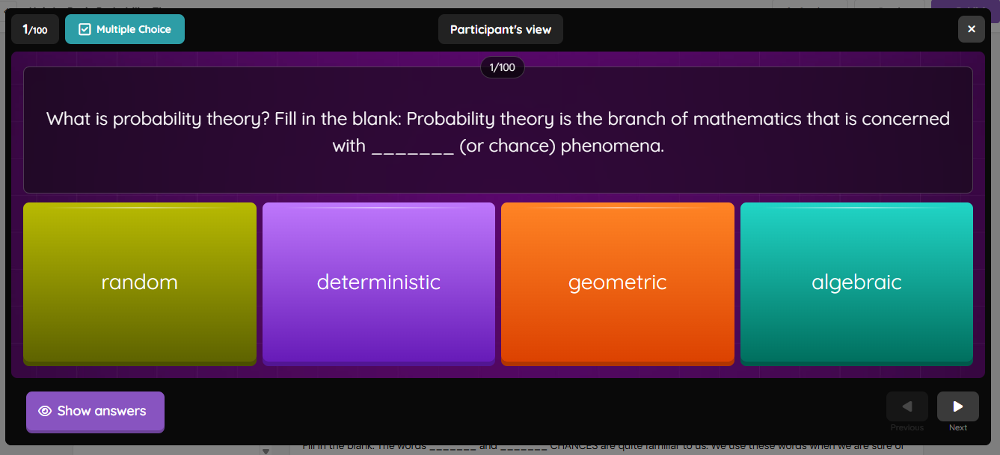 1/100
Multiple Choice
Participant's view
1/100
What is probability theory? Fill in the blank: Probability theory is the branch of mathematics that is concerned
with _______ (or chance) phenomena.
random
deterministic
geometric
algebraic
Show answers
Previous
Next
Fill in the blank: The words _______ and _______ CHANCES are quite familiar to us. We use these words when we are sure of